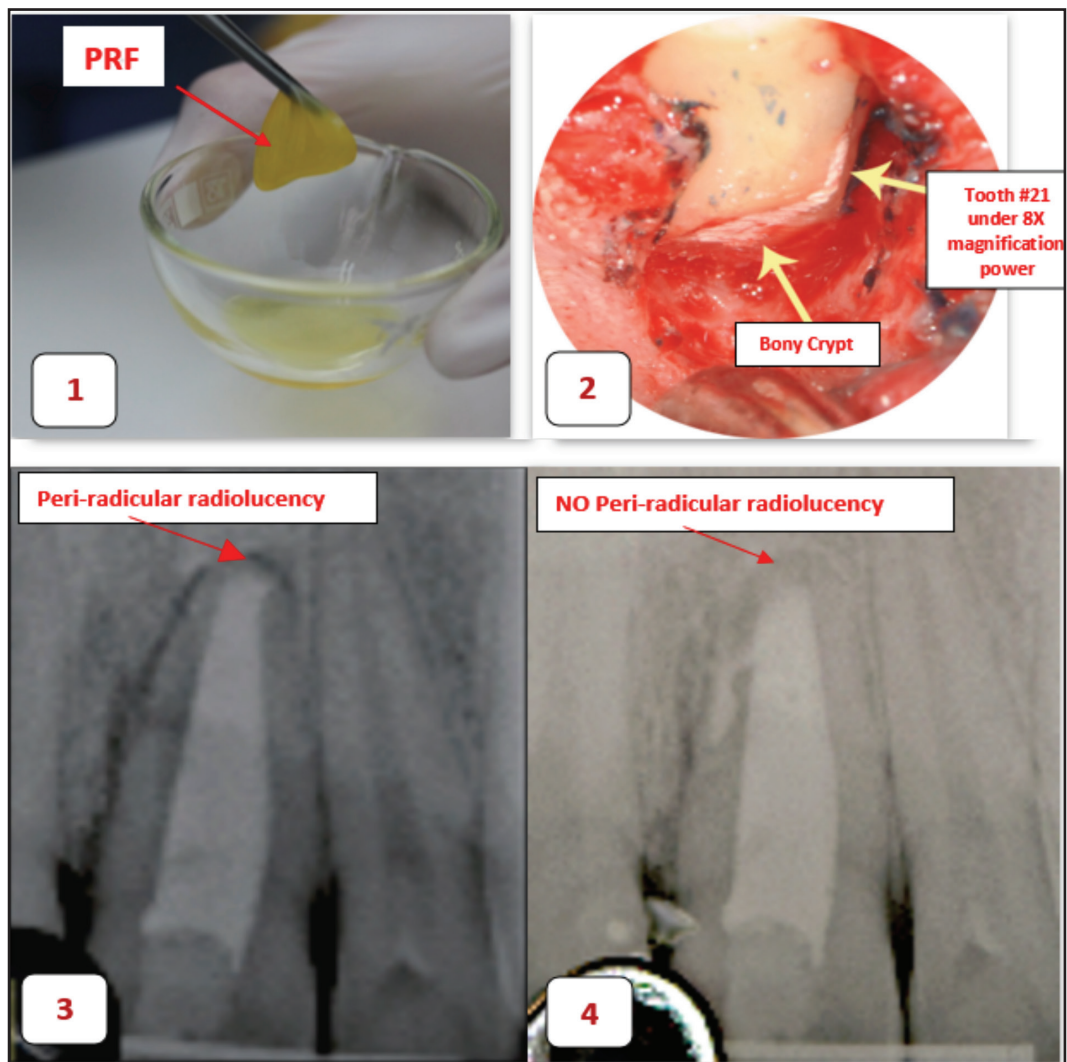 PRF
1
Tooth #21
under 8X
magnification
power
Bony Crypt
2
Peri-radicular radiolucency
3
NO Peri-radicular radiolucency
4